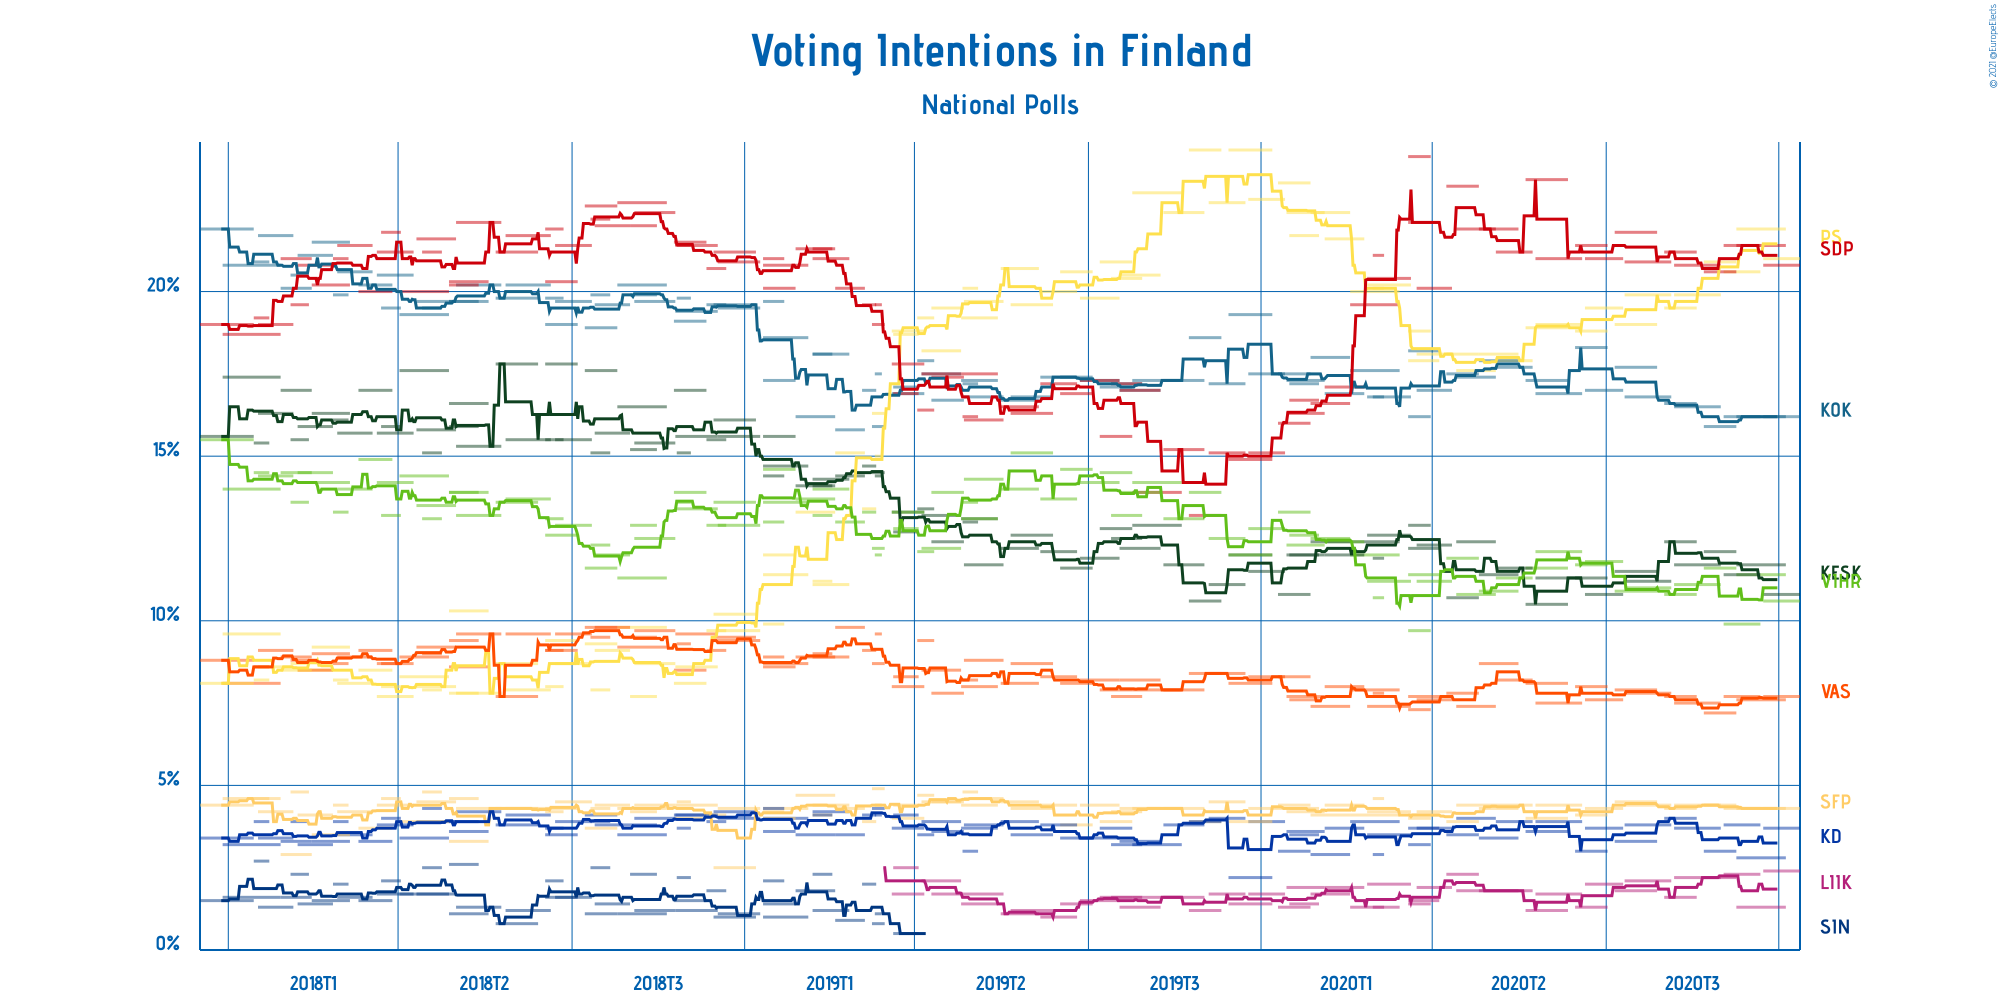 Voting Intentions in Finland
National Polls
© 2021 @EuropeElects
20%
15%
10%
5%
0%
PS
SDP
KOK
KESK
VIHR
VAS
SFP
KD
LIIK
SIN
2018T1
2018T2
2018T3
2019T1
2019T2
2019T3
2020T1
2020T2
2020T3